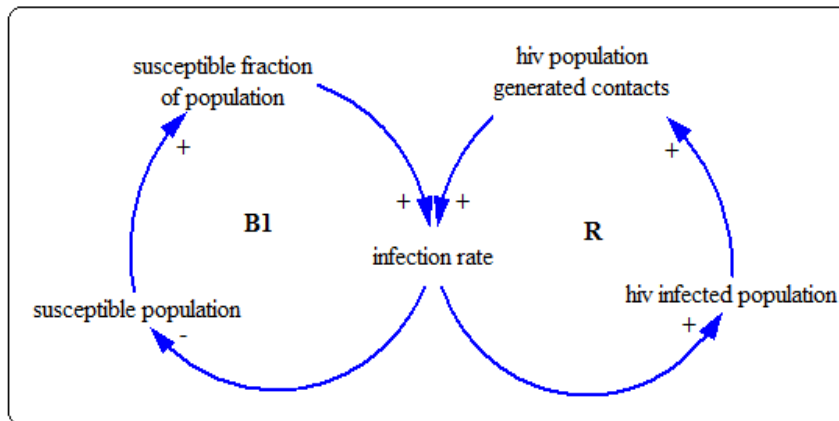 susceptible fraction
of population
hiv population
generated contacts
+
+
+
+
B1
R
infection rate
susceptible population
hiv infected population
-
+